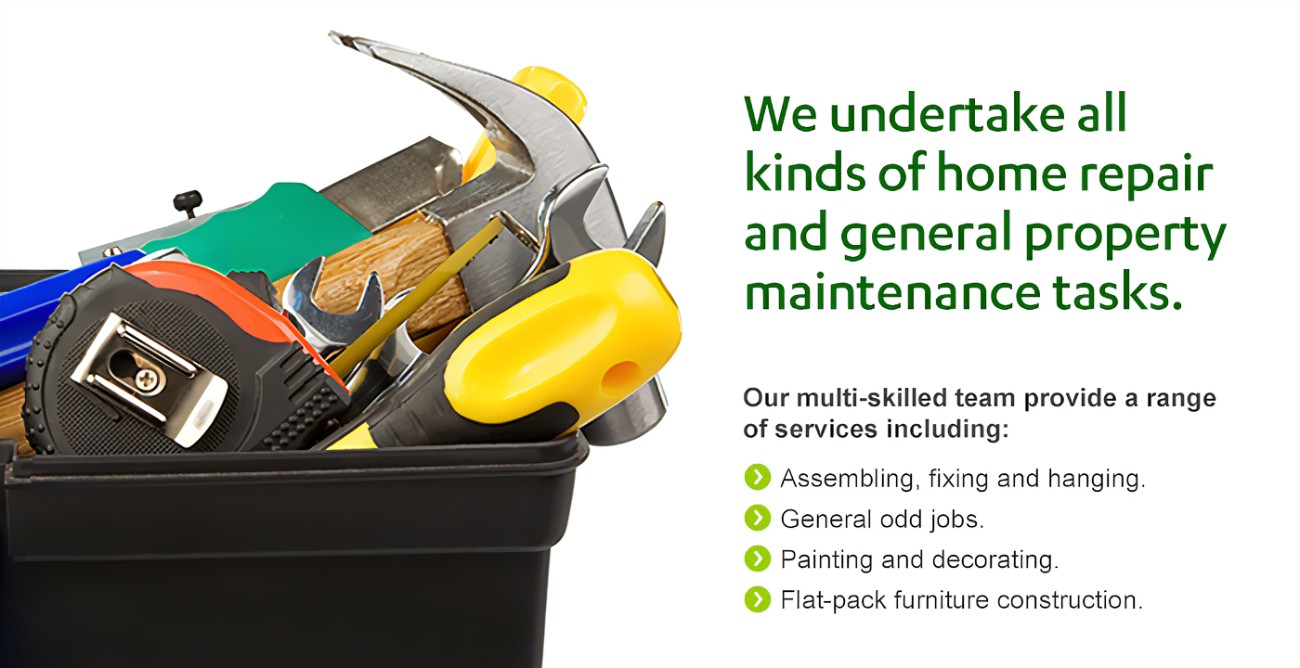 We undertake all
kinds of home repair
and general property
maintenance tasks.
Our multi-skilled team provide a range
of services including:
Assembling, fixing and hanging.
General odd jobs.
Painting and decorating.
Flat-pack furniture construction.